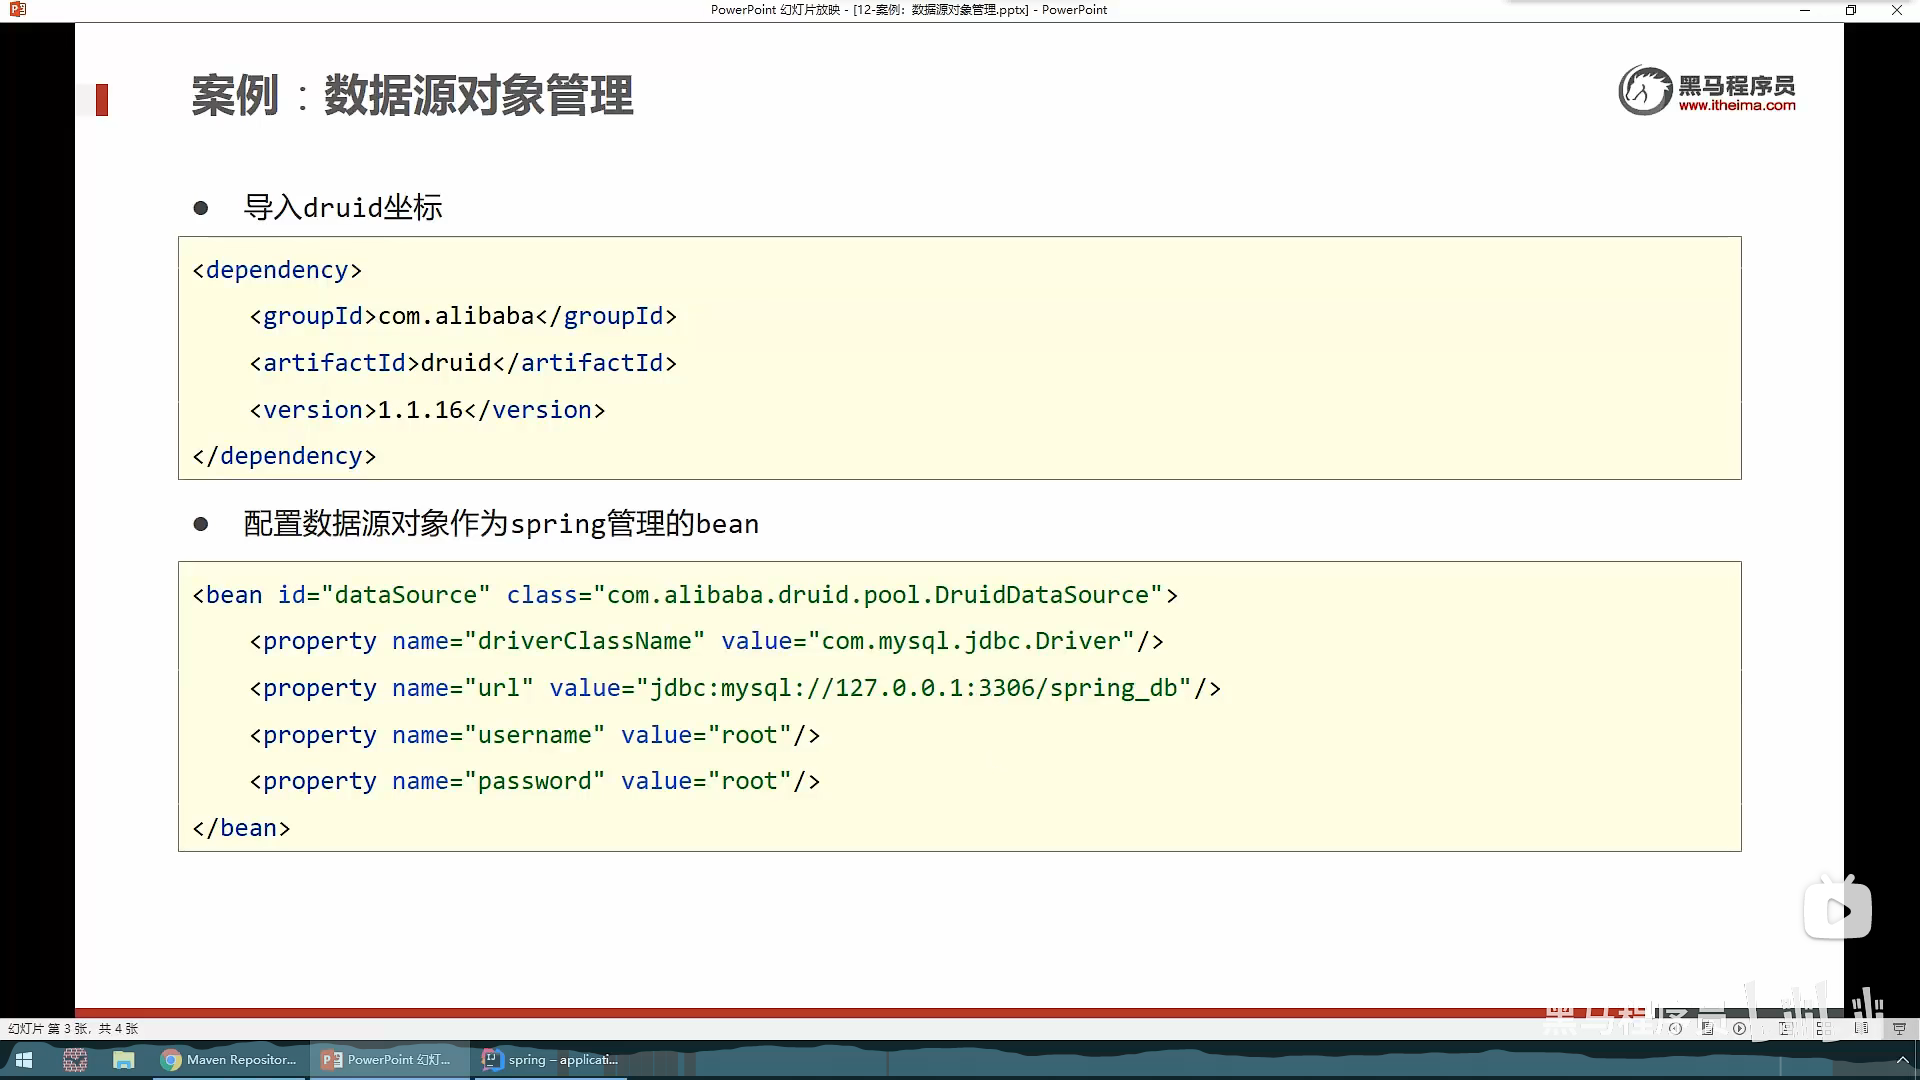 PowerPoint 幻灯片放映 - [12-案例：数据源对象管理.pptx] - PowerPoint
案例：数据源对象管理
黑马程序员
www.itheima.com
● 导入druid坐标
<dependency>
    <groupId>com.alibaba</groupId>
    <artifactId>druid</artifactId>
    <version>1.1.16</version>
</dependency>
● 配置数据源对象作为spring管理的bean
<bean id="dataSource" class="com.alibaba.druid.pool.DruidDataSource">
    <property name="driverClassName" value="com.mysql.jdbc.Driver"/>
    <property name="url" value="jdbc:mysql://127.0.0.1:3306/spring_db"/>
    <property name="username" value="root"/>
    <property name="password" value="root"/>
</bean>
黑马程序员
幻灯片 第 3 张，共 4 张
Maven Repositor...
PowerPoint 幻灯...
spring – applicati...